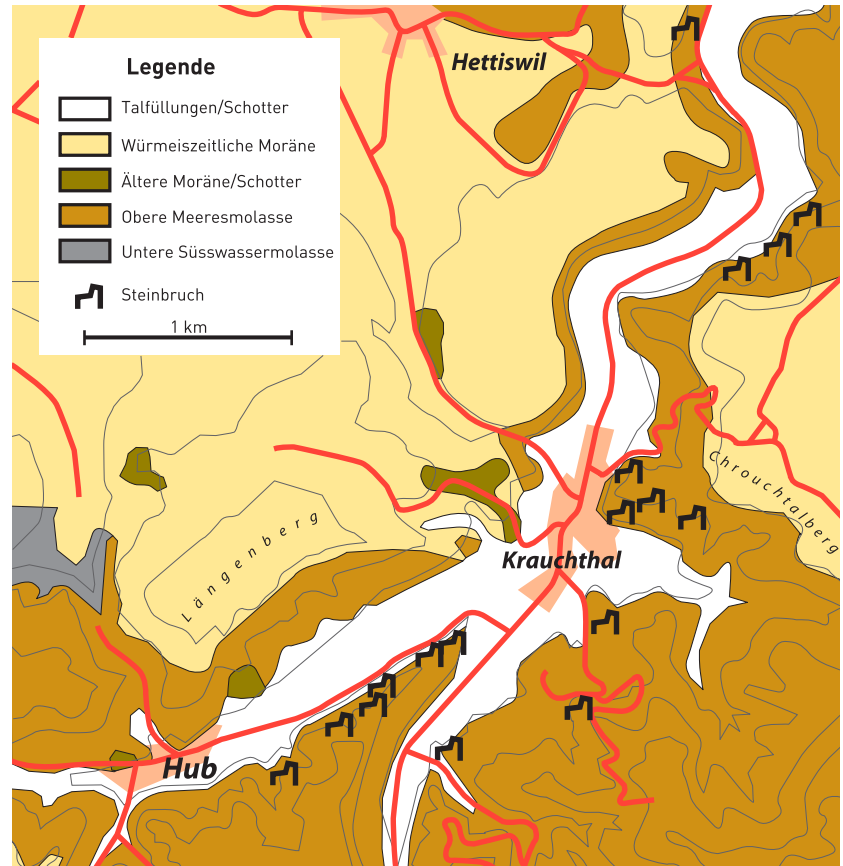 Hettiswil
Legende
Talfüllungen/Schotter
Würmeiszeitliche Moräne
Ältere Moräne/Schotter
Obere Meeresmolasse
Untere Süsswassermolasse
Steinbruch
1 km
Chrouchtalberg
Längenberg
Krauchthal
Hub